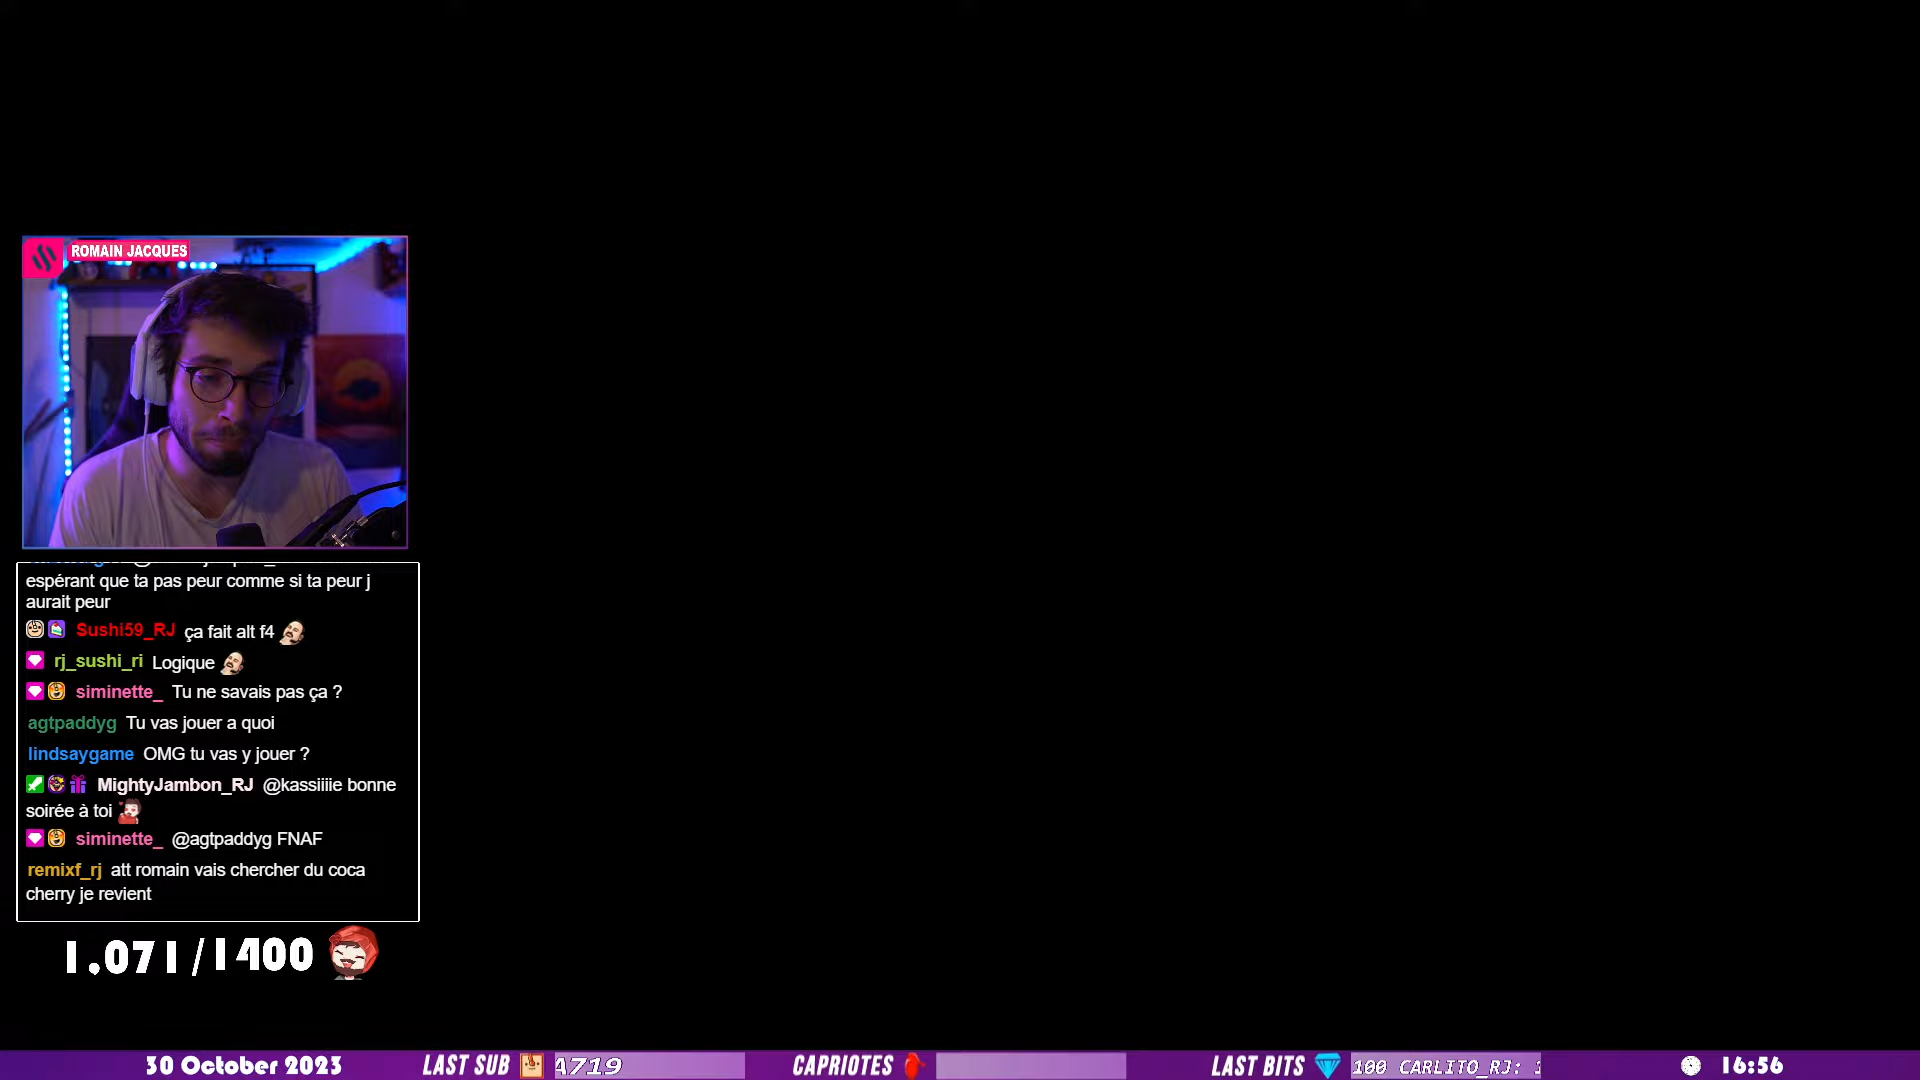 ROMAIN JACQUES
espérant que ta pas peur comme si ta peur j
aurait peur
Sushi59_RJ ça fait alt f4
rj_sushi_ri Logique
siminette_ Tu ne savais pas ça ?
agtpaddyg Tu vas jouer a quoi
lindsaygame OMG tu vas y jouer ?
MightyJambon_RJ @kassiiiie bonne
soirée à toi
siminette_ @agtpaddyg FNAF
remixf_rj att romain vais chercher du coca
cherry je revient
1.071/1400
30 October 2023 LAST SUB A719 CAPRIOTES LAST BITS 100 CARLITO_RJ: 16:56